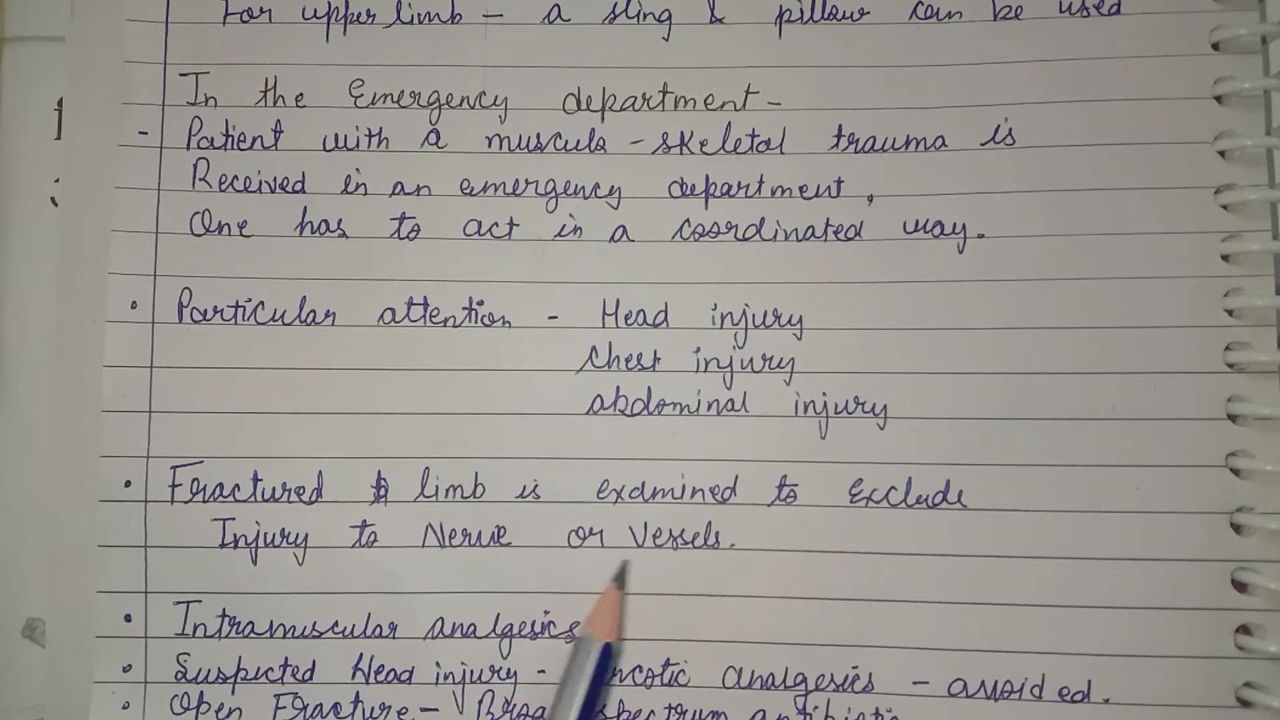 For upper limb - a sling & pillow can be used
In the Emergency department -
- Patient with a musculo - skeletal trauma is
Received in an emergency department,
One has to act in a coordinated way.
• Particular attention - Head injury
Chest injury
abdominal injury
• Fractured limb is examined to Exclude
Injury to Nerve or Vessels.
• Intramuscular analgesics
• Suspected Head injury - analgesics - avoided.
• Open Fracture - spectrum antibiotic